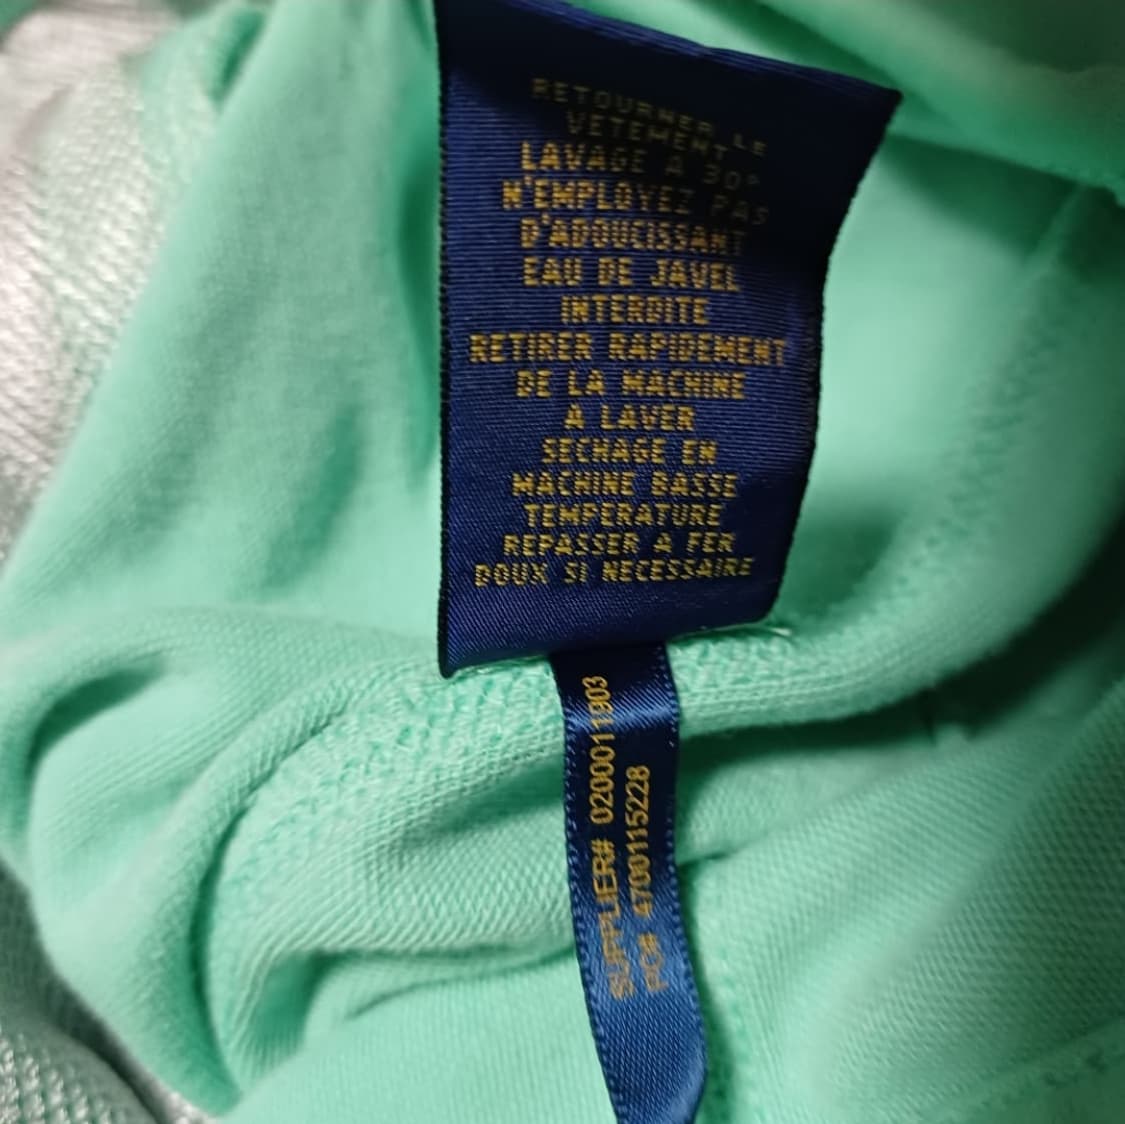 RETOURNER LE
VETEMENT
LAVAGE A 30°
N'EMPLOYEZ PAS
D'ADOUCISSANT
EAU DE JAVEL
INTERDITE
RETIRER RAPIDEMENT
DE LA MACHINE
A LAVER
SECHAGE EN
MACHINE BASSE
TEMPERATURE
REPASSER A FER
DOUX SI NECESSAIRE
SUPPLIER# 0200011903
PO# 4700115228